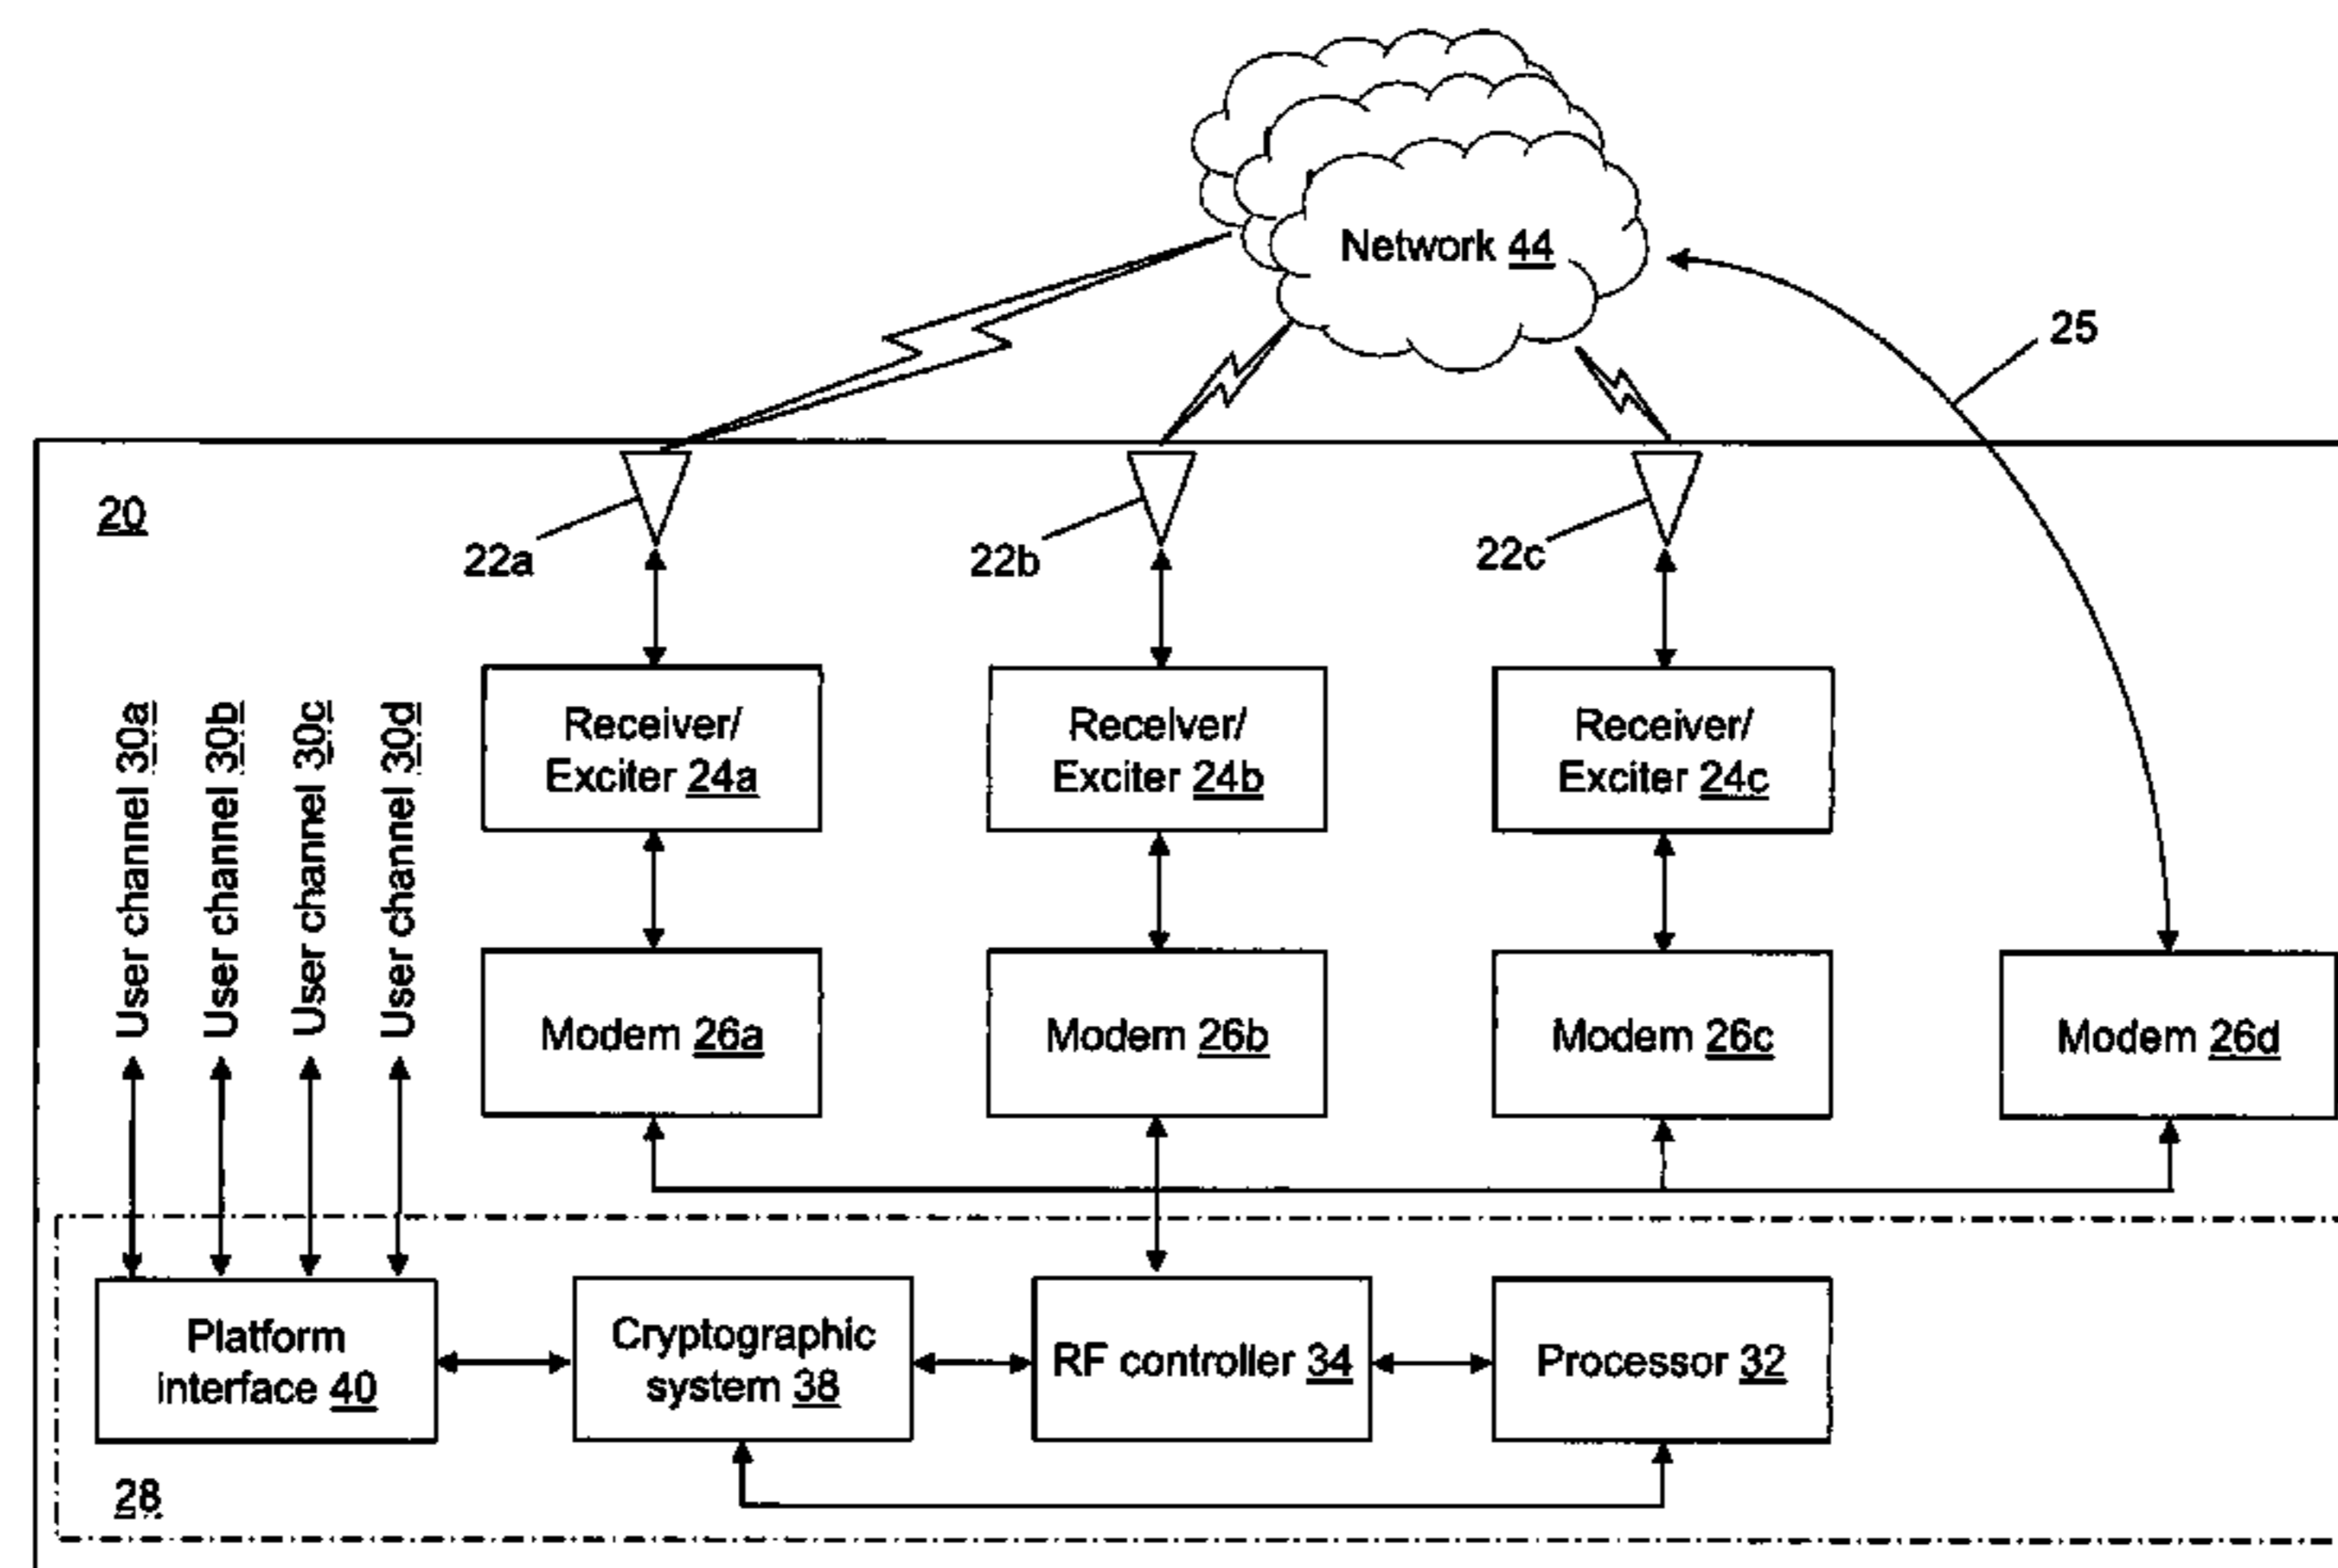 Network 44
25
20
22a
22b
22c
User channel 30a
User channel 30b
User channel 30c
User channel 30d
Receiver/
Exciter 24a
Receiver/
Exciter 24b
Receiver/
Exciter 24c
Modem 26a
Modem 26b
Modem 26c
Modem 26d
Platform
interface 40
Cryptographic
system 38
RF controller 34
Processor 32
28